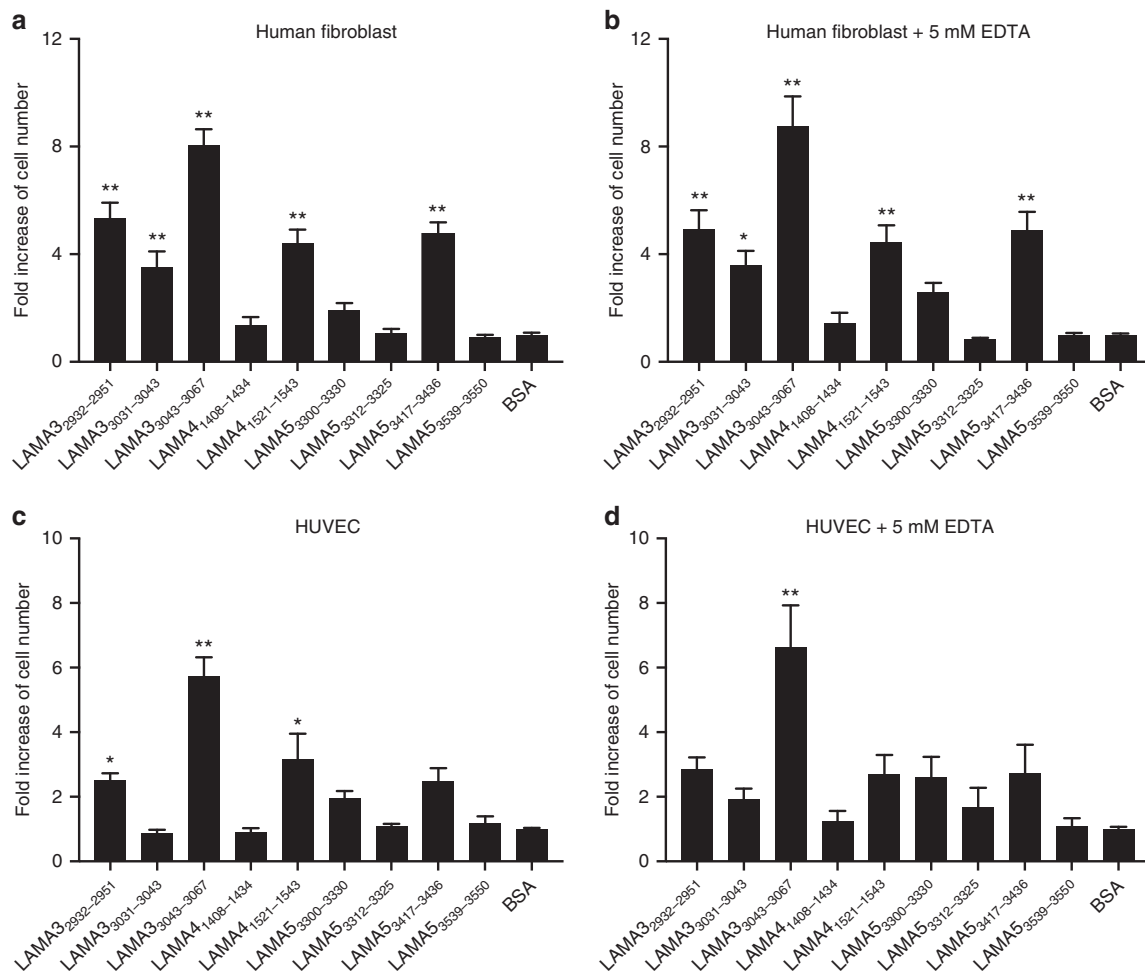 a
Human fibroblast
Fold increase of cell number
12
8
4
0
**
**
**
**
**
LAMA3₂₉₃₂₋₂₉₅₁
LAMA3₃₀₃₁₋₃₀₄₃
LAMA3₃₀₄₃₋₃₀₆₇
LAMA4₁₄₀₈₋₁₄₃₄
LAMA4₁₅₂₁₋₁₅₄₃
LAMA5₃₃₀₀₋₃₃₃₀
LAMA5₃₃₁₂₋₃₃₂₅
LAMA5₃₄₁₇₋₃₄₃₆
LAMA5₃₅₃₉₋₃₅₅₀
BSA
b
Human fibroblast + 5 mM EDTA
Fold increase of cell number
12
8
4
0
**
*
**
**
**
LAMA3₂₉₃₂₋₂₉₅₁
LAMA3₃₀₃₁₋₃₀₄₃
LAMA3₃₀₄₃₋₃₀₆₇
LAMA4₁₄₀₈₋₁₄₃₄
LAMA4₁₅₂₁₋₁₅₄₃
LAMA5₃₃₀₀₋₃₃₃₀
LAMA5₃₃₁₂₋₃₃₂₅
LAMA5₃₄₁₇₋₃₄₃₆
LAMA5₃₅₃₉₋₃₅₅₀
BSA
c
HUVEC
Fold increase of cell number
10
8
6
4
2
0
*
**
*
LAMA3₂₉₃₂₋₂₉₅₁
LAMA3₃₀₃₁₋₃₀₄₃
LAMA3₃₀₄₃₋₃₀₆₇
LAMA4₁₄₀₈₋₁₄₃₄
LAMA4₁₅₂₁₋₁₅₄₃
LAMA5₃₃₀₀₋₃₃₃₀
LAMA5₃₃₁₂₋₃₃₂₅
LAMA5₃₄₁₇₋₃₄₃₆
LAMA5₃₅₃₉₋₃₅₅₀
BSA
d
HUVEC + 5 mM EDTA
Fold increase of cell number
10
8
6
4
2
0
**
LAMA3₂₉₃₂₋₂₉₅₁
LAMA3₃₀₃₁₋₃₀₄₃
LAMA3₃₀₄₃₋₃₀₆₇
LAMA4₁₄₀₈₋₁₄₃₄
LAMA4₁₅₂₁₋₁₅₄₃
LAMA5₃₃₀₀₋₃₃₃₀
LAMA5₃₃₁₂₋₃₃₂₅
LAMA5₃₄₁₇₋₃₄₃₆
LAMA5₃₅₃₉₋₃₅₅₀
BSA